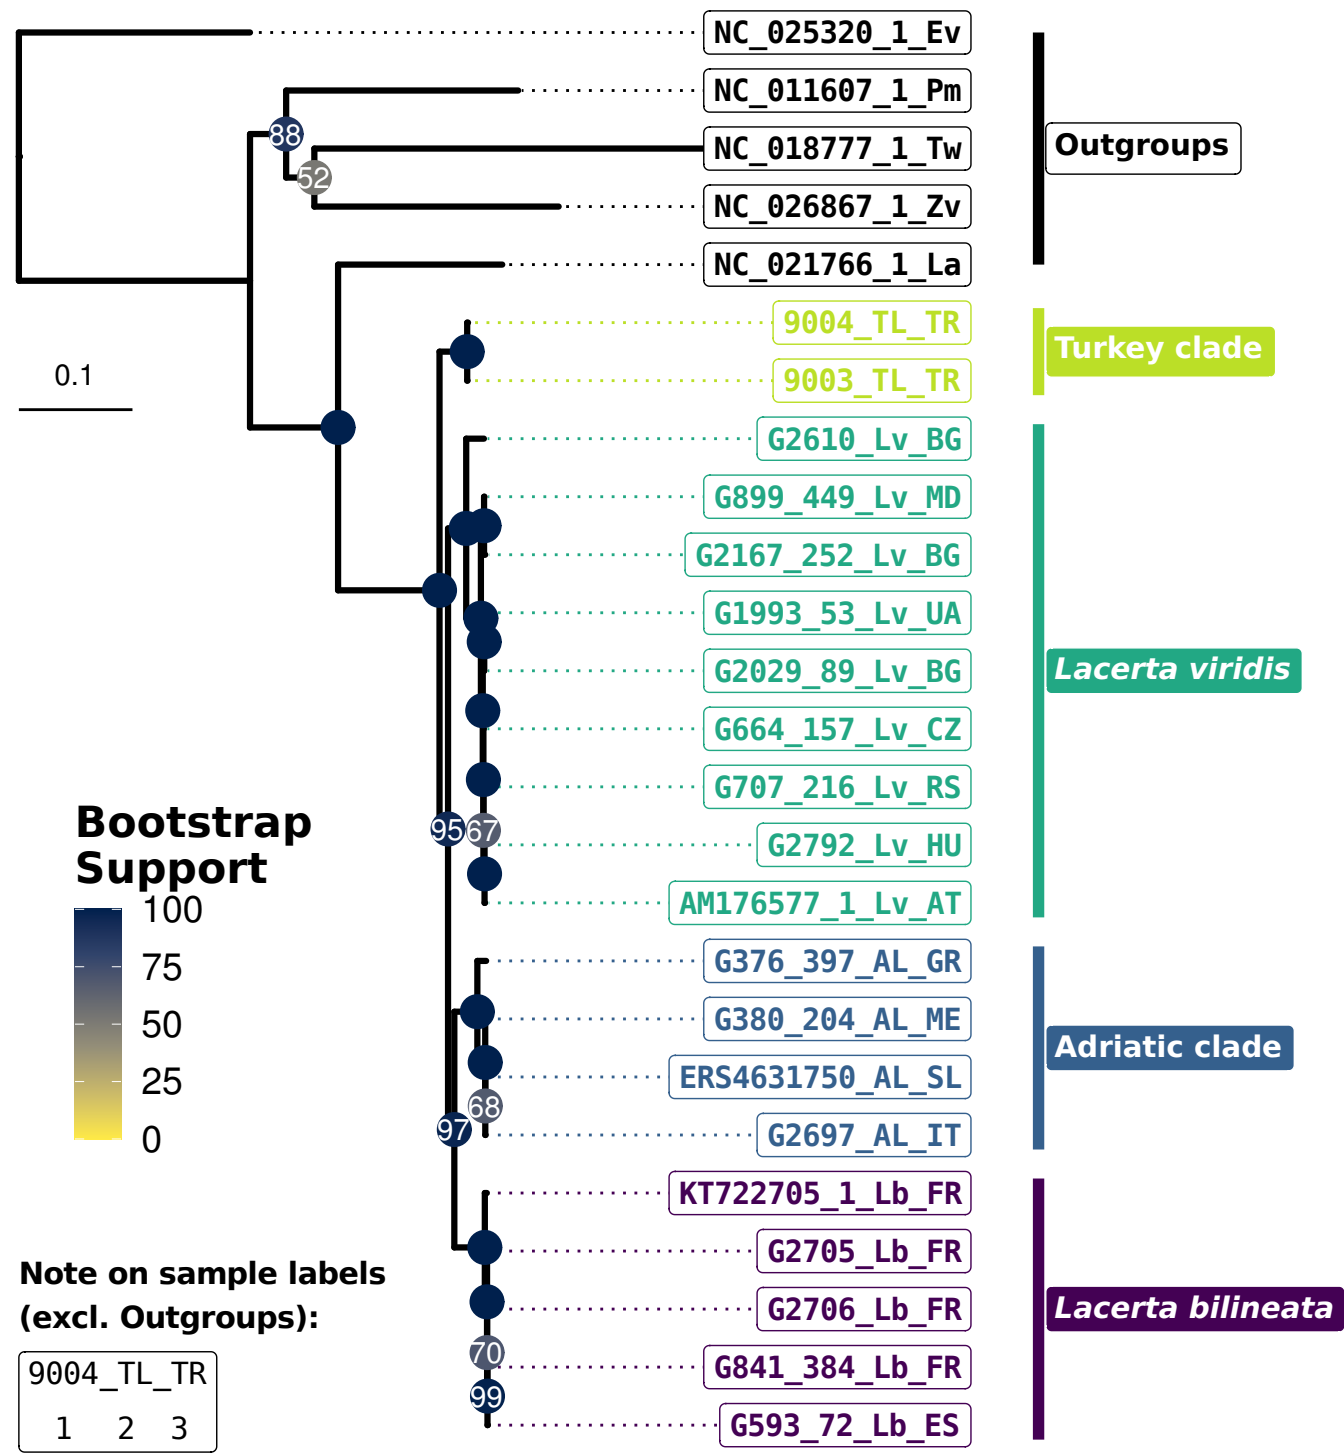 NC_025320_1_Ev
NC_011607_1_Pm
88
NC_018777_1_Tw
Outgroups
52
NC_026867_1_Zv
NC_021766_1_La
9004_TL_TR
Turkey clade
0.1
9003_TL_TR
G2610_Lv_BG
G899_449_Lv_MD
G2167_252_Lv_BG
G1993_53_Lv_UA
G2029_89_Lv_BG
Lacerta viridis
G664_157_Lv_CZ
G707_216_Lv_RS
Bootstrap
Support
95
67
G2792_Lv_HU
AM176577_1_Lv_AT
100
75
50
25
0
G376_397_AL_GR
G380_204_AL_ME
Adriatic clade
ERS4631750_AL_SL
68
97
G2697_AL_IT
KT722705_1_Lb_FR
G2705_Lb_FR
G2706_Lb_FR
Lacerta bilineata
70
G841_384_Lb_FR
99
G593_72_Lb_ES
Note on sample labels
(excl. Outgroups):
9004_TL_TR
1 2 3